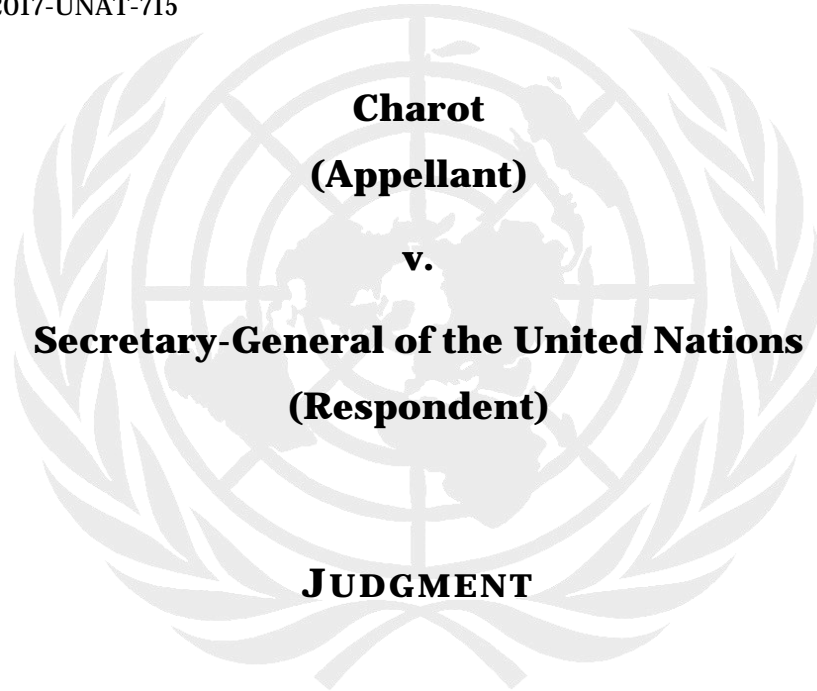 2017-UNAT-715
Charot
(Appellant)
v.
Secretary-General of the United Nations
(Respondent)
JUDGMENT